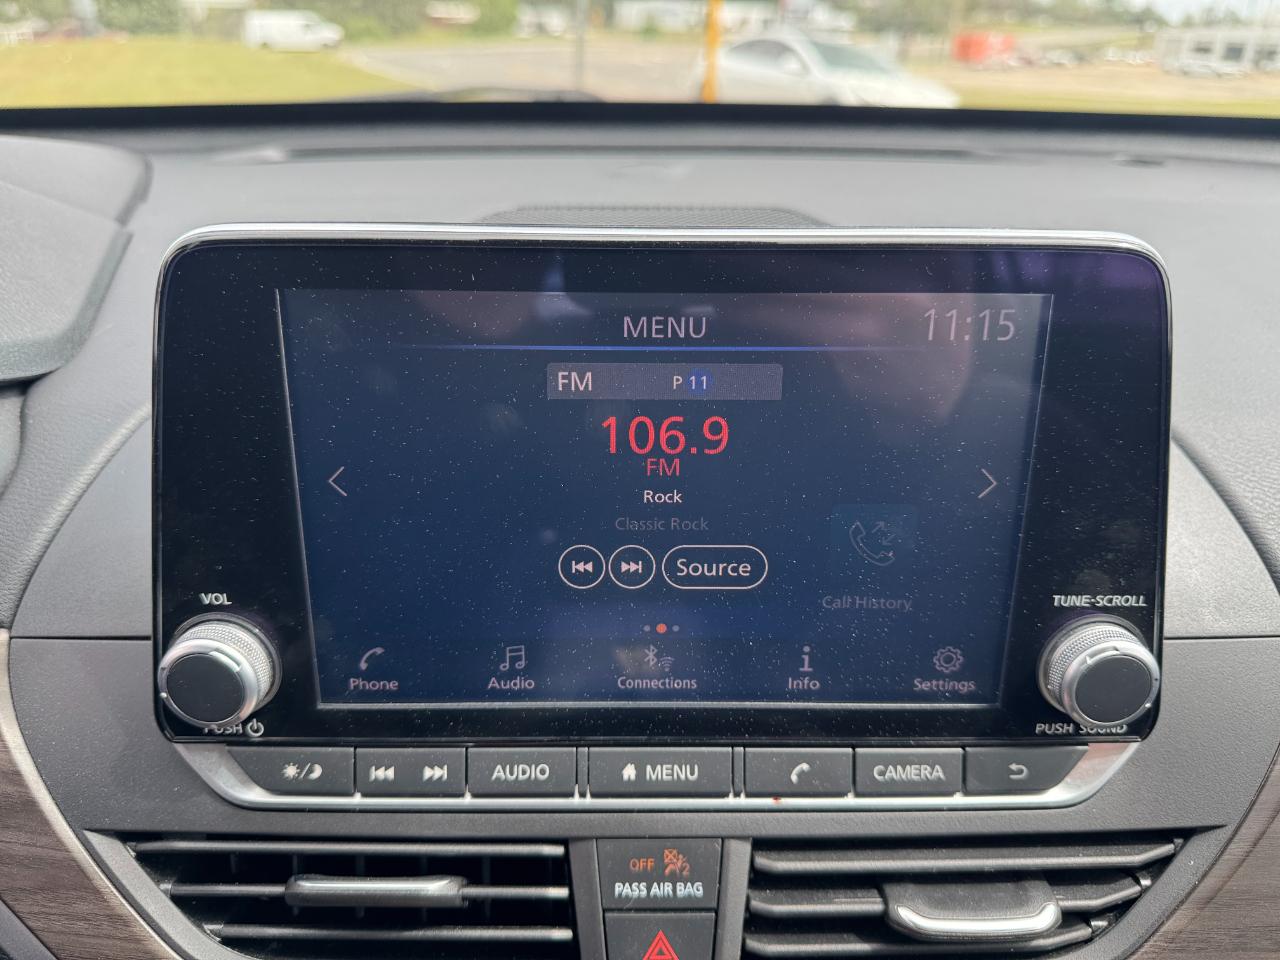 MENU
11:15
FM P 11
106.9
FM
Rock
Classic Rock
Source
Call History
VOL
TUNE-SCROLL
Phone
Audio
Connections
Info
Settings
PUSH
PUSH SOUND
AUDIO
MENU
CAMERA
OFF 2
PASS AIR BAG